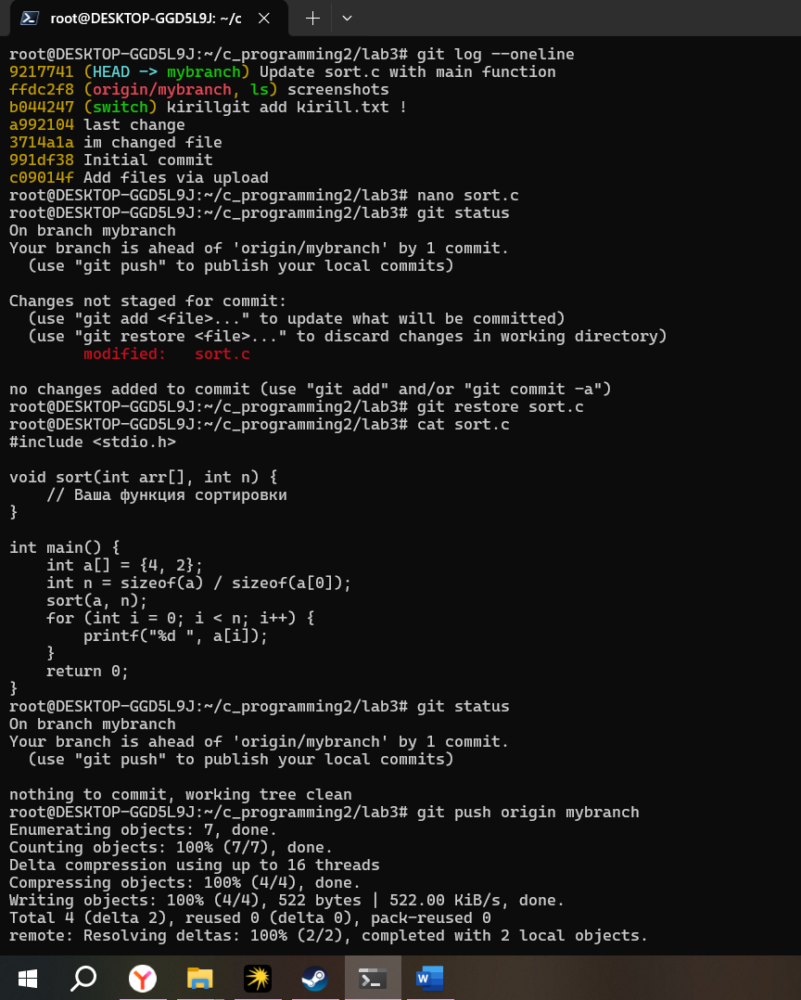 root@DESKTOP-GGD5L9J: ~/c
root@DESKTOP-GGD5L9J:~/c_programming2/lab3# git log --oneline
9217741 (HEAD -> mybranch) Update sort.c with main function
ffdc2f8 (origin/mybranch, ls) screenshots
b044247 (switch) kirillgit add kirill.txt !
a992104 last change
3714a1a im changed file
991df38 Initial commit
c09014f Add files via upload
root@DESKTOP-GGD5L9J:~/c_programming2/lab3# nano sort.c
root@DESKTOP-GGD5L9J:~/c_programming2/lab3# git status
On branch mybranch
Your branch is ahead of 'origin/mybranch' by 1 commit.
  (use "git push" to publish your local commits)

Changes not staged for commit:
  (use "git add <file>..." to update what will be committed)
  (use "git restore <file>..." to discard changes in working directory)
        modified:   sort.c

no changes added to commit (use "git add" and/or "git commit -a")
root@DESKTOP-GGD5L9J:~/c_programming2/lab3# git restore sort.c
root@DESKTOP-GGD5L9J:~/c_programming2/lab3# cat sort.c
#include <stdio.h>

void sort(int arr[], int n) {
    // Ваша функция сортировки
}

int main() {
    int a[] = {4, 2};
    int n = sizeof(a) / sizeof(a[0]);
    sort(a, n);
    for (int i = 0; i < n; i++) {
        printf("%d ", a[i]);
    }
    return 0;
}
root@DESKTOP-GGD5L9J:~/c_programming2/lab3# git status
On branch mybranch
Your branch is ahead of 'origin/mybranch' by 1 commit.
  (use "git push" to publish your local commits)

nothing to commit, working tree clean
root@DESKTOP-GGD5L9J:~/c_programming2/lab3# git push origin mybranch
Enumerating objects: 7, done.
Counting objects: 100% (7/7), done.
Delta compression using up to 16 threads
Compressing objects: 100% (4/4), done.
Writing objects: 100% (4/4), 522 bytes | 522.00 KiB/s, done.
Total 4 (delta 2), reused 0 (delta 0), pack-reused 0
remote: Resolving deltas: 100% (2/2), completed with 2 local objects.